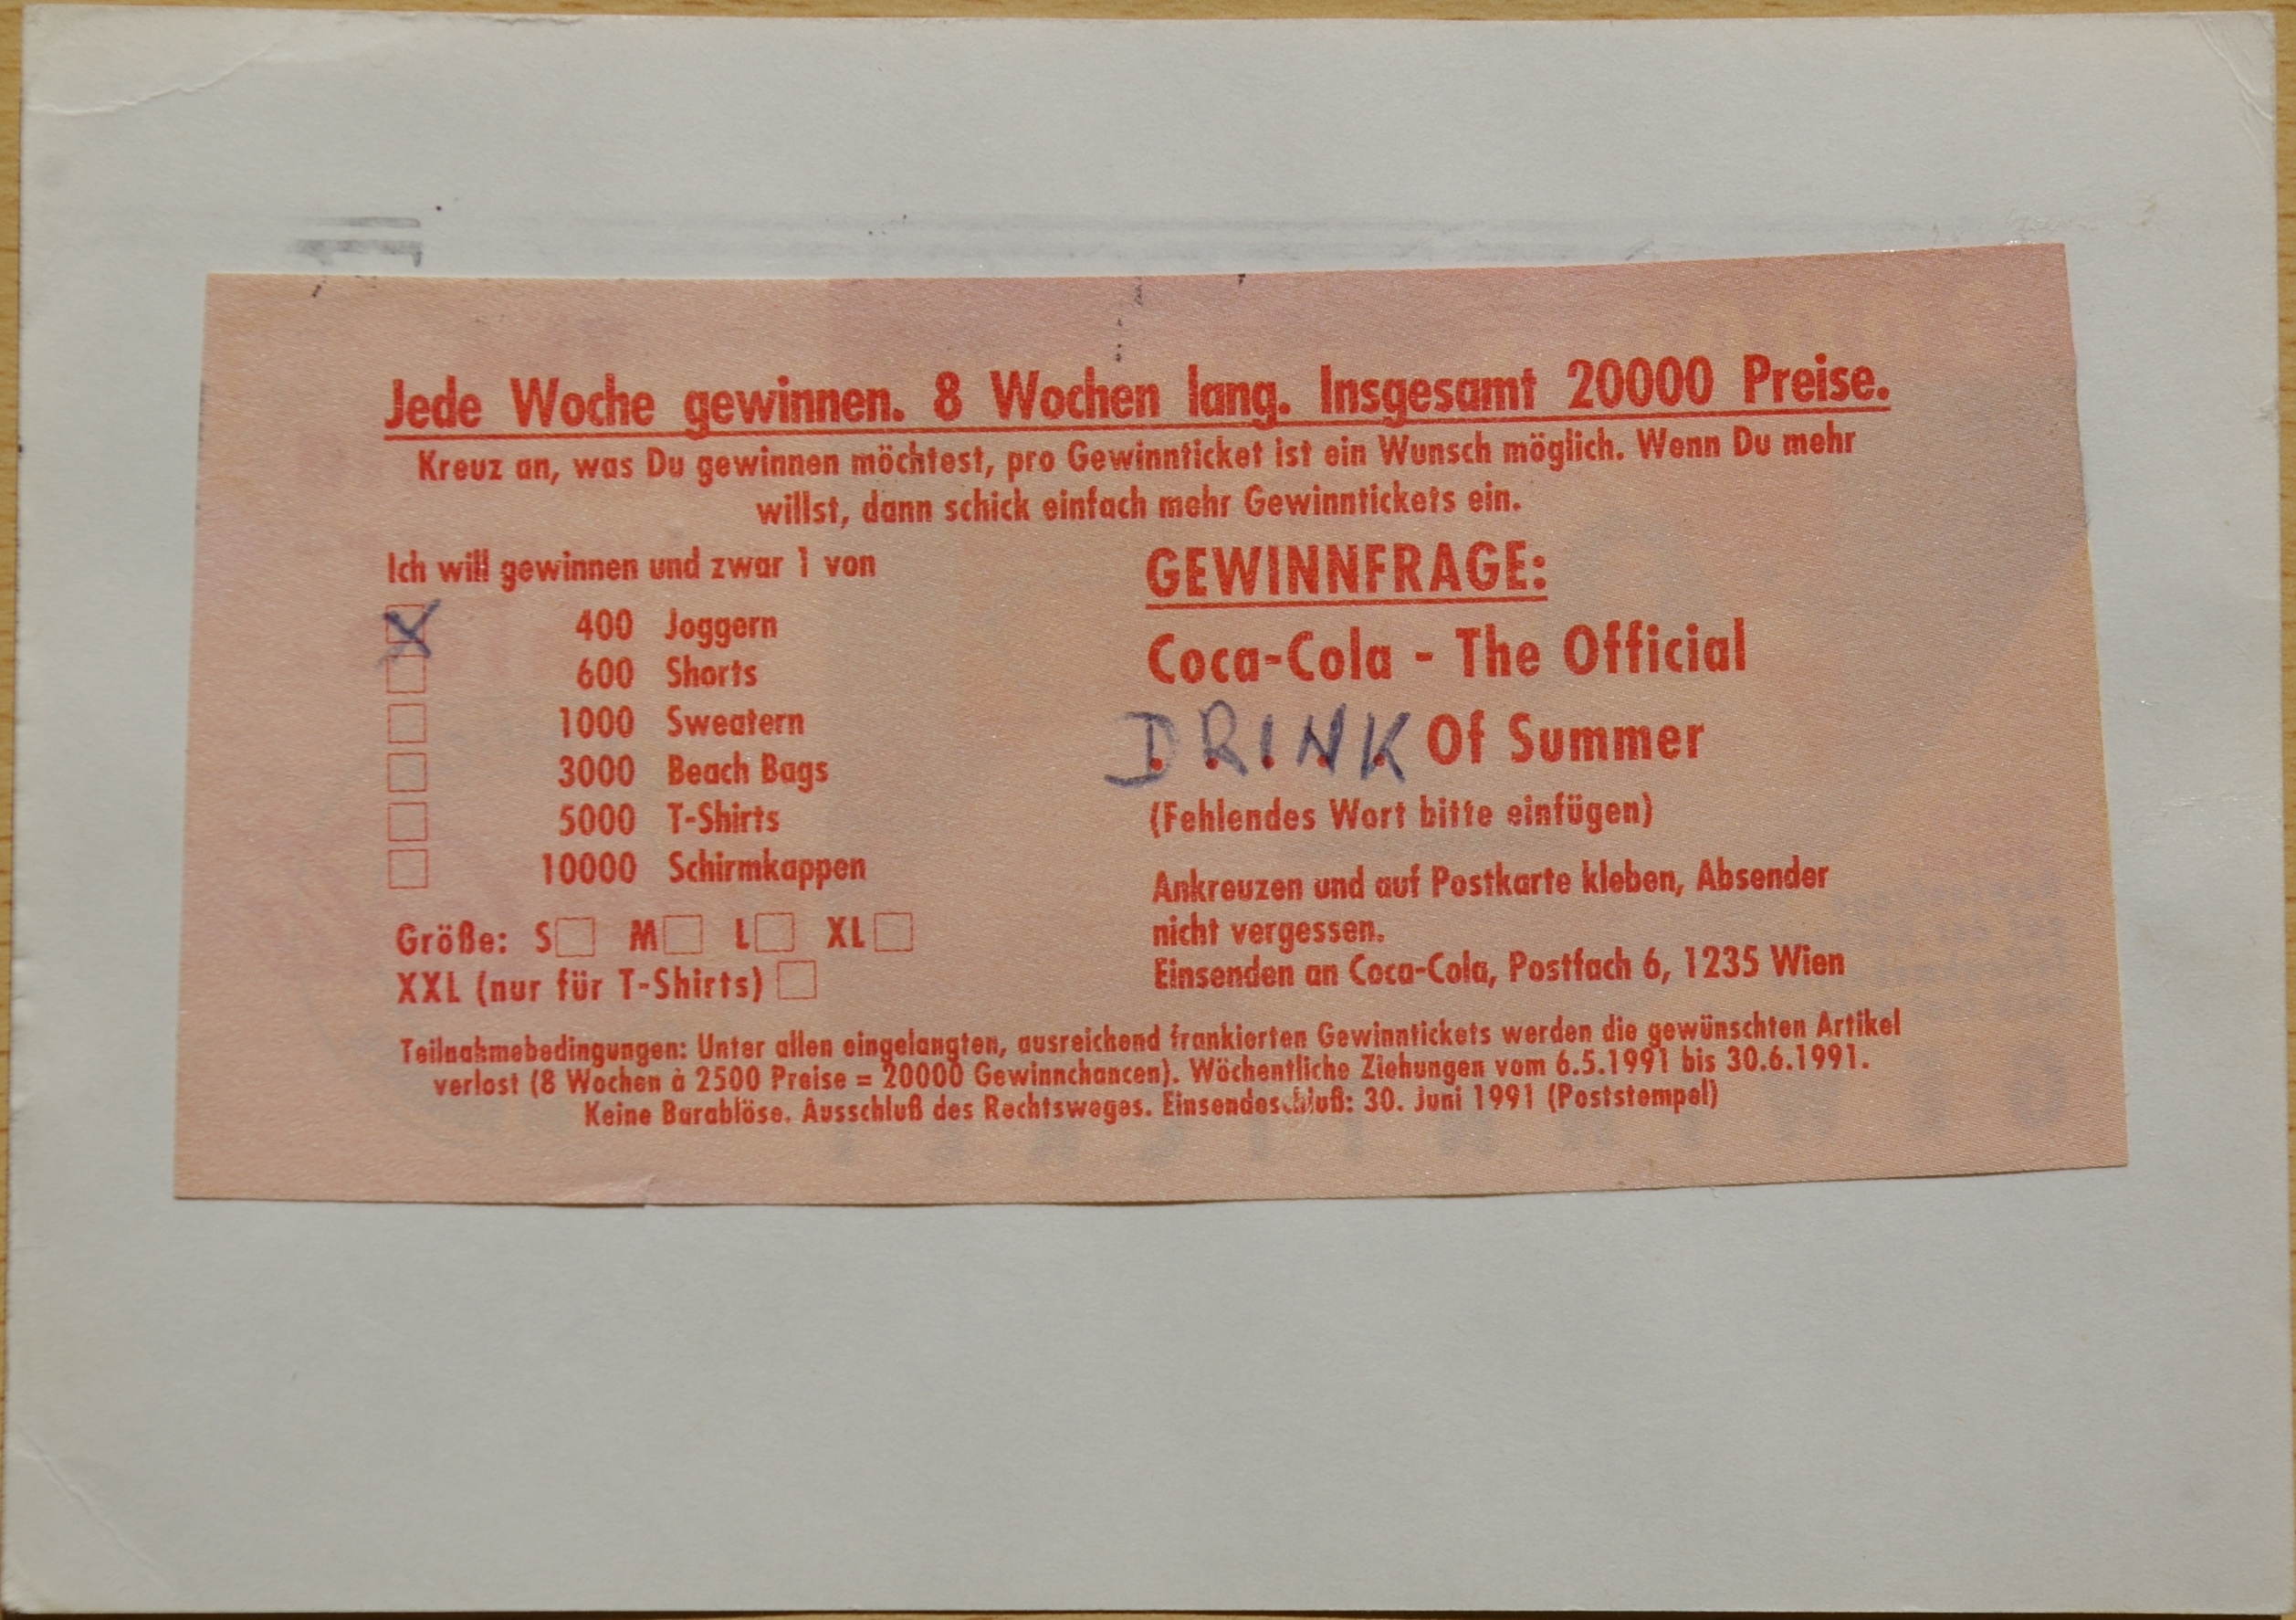 Jede Woche gewinnen. 8 Wochen lang. Insgesamt 20000 Preise.
Kreuz an, was Du gewinnen möchtest, pro Gewinnticket ist ein Wunsch möglich. Wenn Du mehr
willst, dann schick einfach mehr Gewinntickets ein.
Ich will gewinnen und zwar 1 von
400 Joggern
600 Shorts
1000 Sweatern
3000 Beach Bags
5000 T-Shirts
10000 Schirmkappen
Größe: S M L XL
XXL (nur für T-Shirts)
GEWINNFRAGE:
Coca-Cola - The Official
DRINK Of Summer
(Fehlendes Wort bitte einfügen)
Ankreuzen und auf Postkarte kleben, Absender
nicht vergessen.
Einsenden an Coca-Cola, Postfach 6, 1235 Wien
Teilnahmebedingungen: Unter allen eingelangten, ausreichend frankierten Gewinntickets werden die gewünschten Artikel
verlost (8 Wochen à 2500 Preise = 20000 Gewinnchancen). Wöchentliche Ziehungen vom 6.5.1991 bis 30.6.1991.
Keine Barablöse. Ausschluß des Rechtsweges. Einsendeschluß: 30. Juni 1991 (Poststempel)